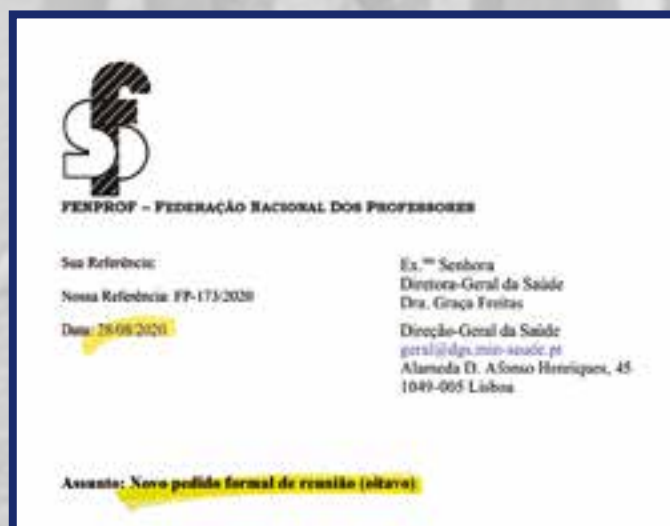 FENPROF – FEDERAÇÃO NACIONAL DOS PROFESSORES
Sua Referência:
Nossa Referência: FP-173/2020
Data: 28/08/2020
Ex.ma Senhora
Diretora-Geral da Saúde
Dra. Graça Freitas
Direção-Geral da Saúde
geral@dgs.min-saude.pt
Alameda D. Afonso Henriques, 45
1049-005 Lisboa
Assunto: Novo pedido formal de reunião (oitavo)